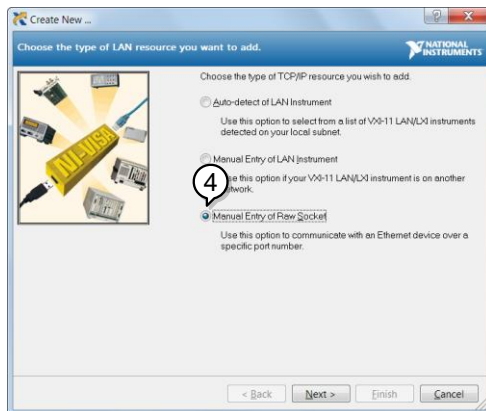 Create New ...
Choose the type of LAN resource you want to add.
NATIONAL
INSTRUMENTS
Choose the type of TCP/IP resource you wish to add.
Auto-detect of LAN Instrument
Use this option to select from a list of VXI-11 LAN/LXI instruments
detected on your local subnet.
Manual Entry of LAN Instrument
this option if your VXI-11 LAN/LXI instrument is on another
4
Manual Entry of Raw Socket
Use this option to communicate with an Ethernet device over a
specific port number.
NI-VISA
< Back
Next >
Finish
Cancel